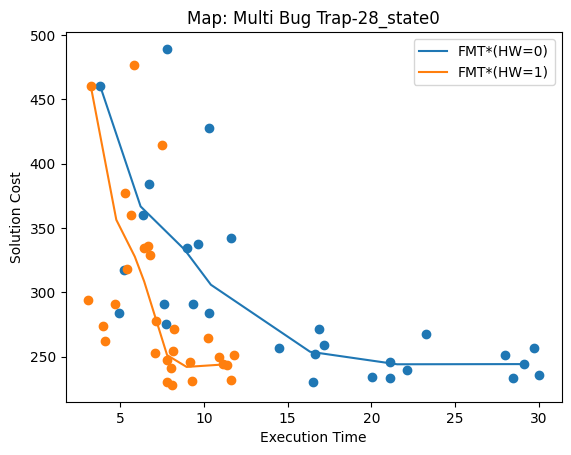 Map: Multi Bug Trap-28_state0
FMT*(HW=0)
FMT*(HW=1)
500
450
400
350
300
250
Solution Cost
5
10
15
20
25
30
Execution Time